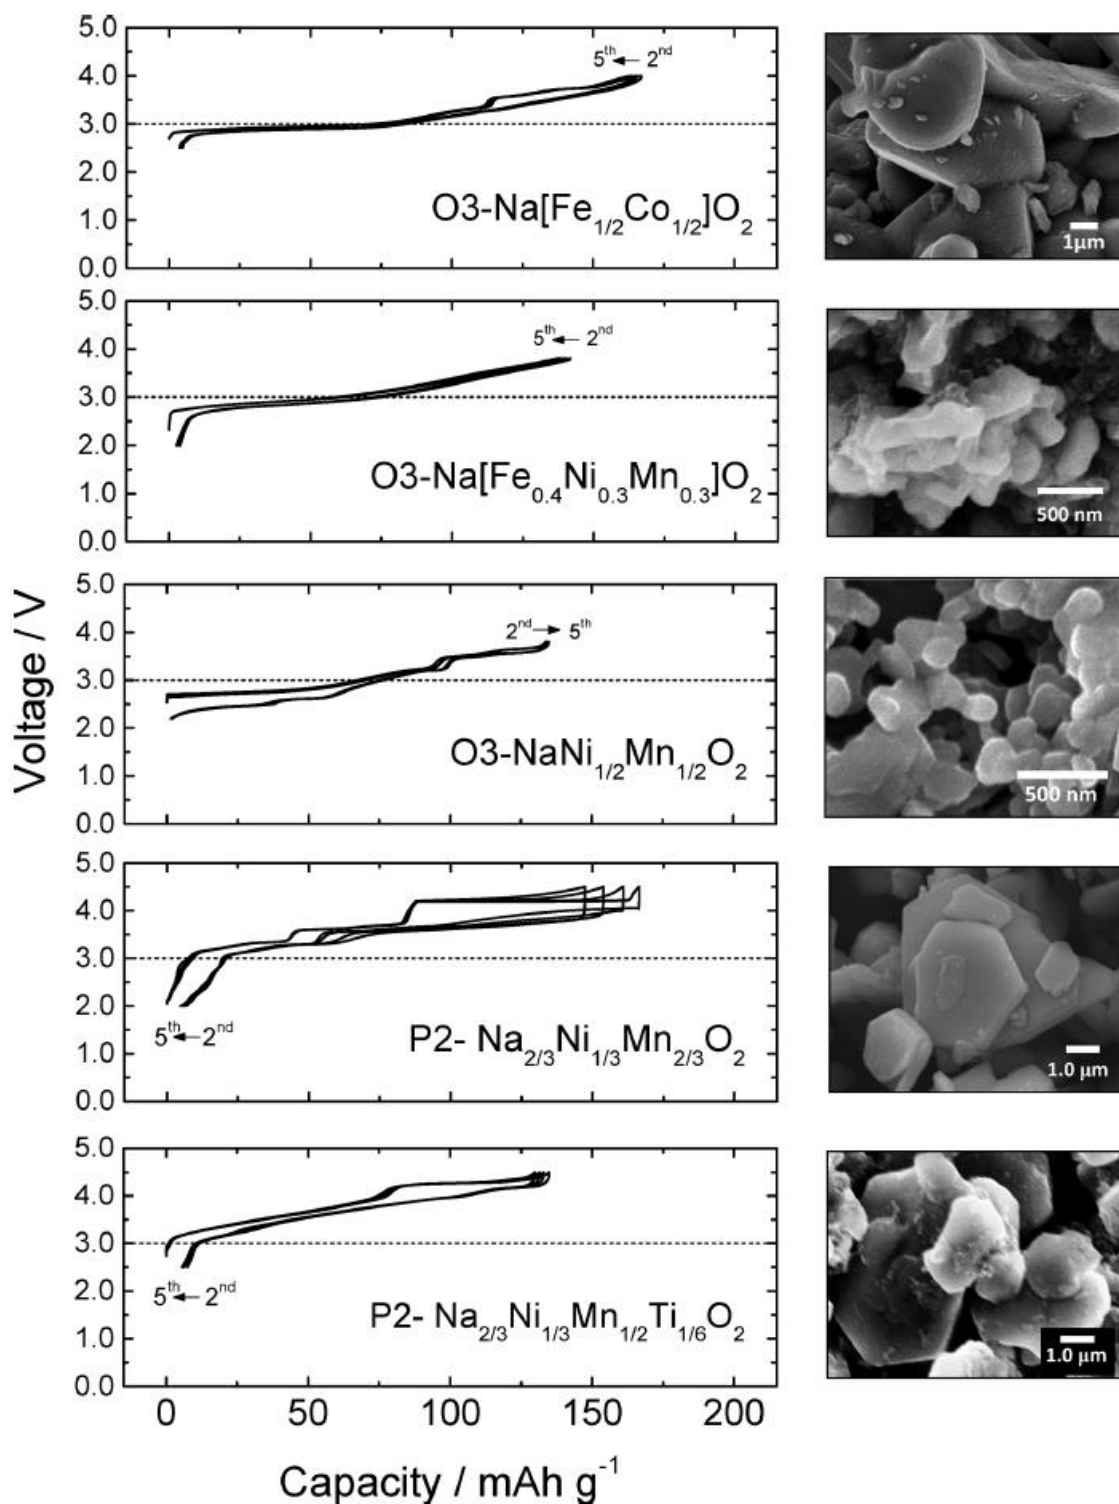 Voltage / V
5.0
4.0
3.0
2.0
1.0
0.0
5th ← 2nd
O3-Na[Fe1/2Co1/2]O2
1μm
5.0
4.0
3.0
2.0
1.0
0.0
5th ← 2nd
O3-Na[Fe0.4Ni0.3Mn0.3]O2
500 nm
5.0
4.0
3.0
2.0
1.0
0.0
2nd → 5th
O3-NaNi1/2Mn1/2O2
500 nm
5.0
4.0
3.0
2.0
1.0
0.0
5th ← 2nd
P2- Na2/3Ni1/3Mn2/3O2
1.0 μm
5.0
4.0
3.0
2.0
1.0
0.0
5th ← 2nd
P2- Na2/3Ni1/3Mn1/2Ti1/6O2
1.0 μm
0 50 100 150 200
Capacity / mAh g-1